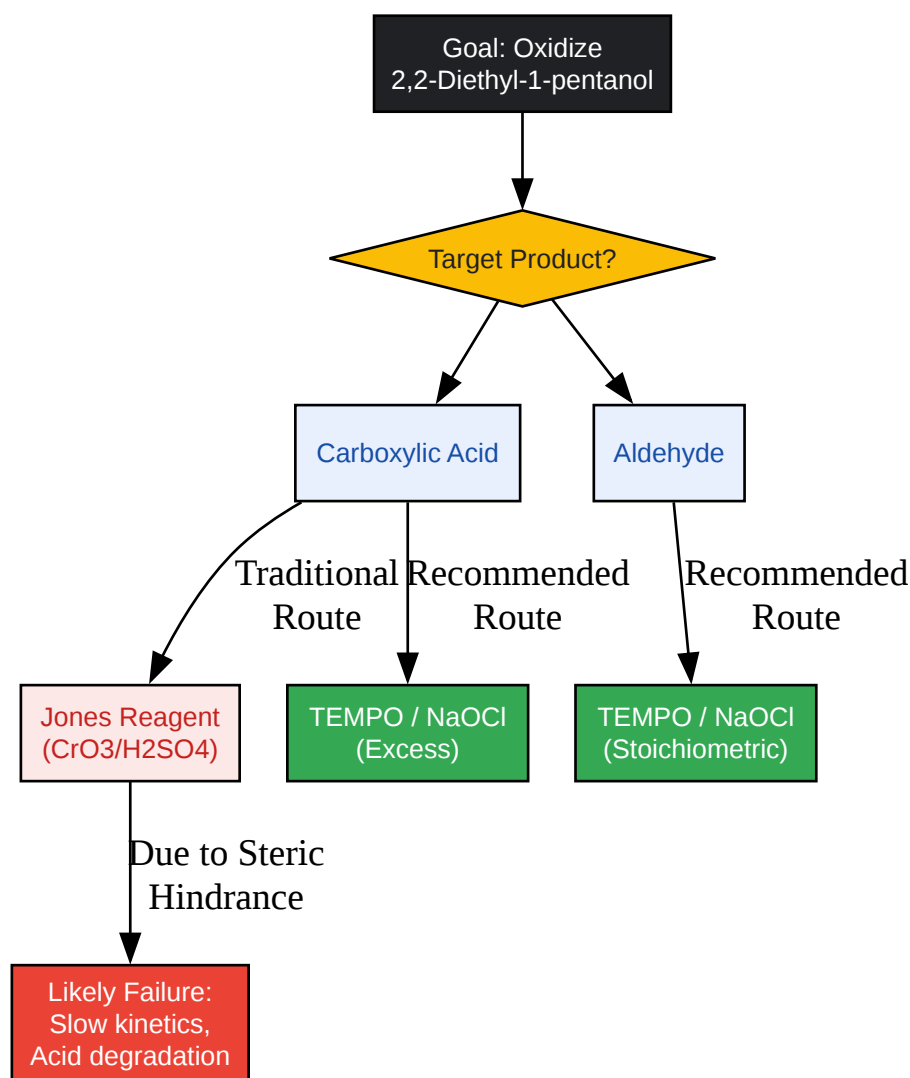 Goal: Oxidize
2,2-Diethyl-1-pentanol
Target Product?
Carboxylic Acid
Aldehyde
Traditional
Route
Recommended
Route
Recommended
Route
Jones Reagent
(CrO3/H2SO4)
TEMPO / NaOCl
(Excess)
TEMPO / NaOCl
(Stoichiometric)
Due to Steric
Hindrance
Likely Failure:
Slow kinetics,
Acid degradation